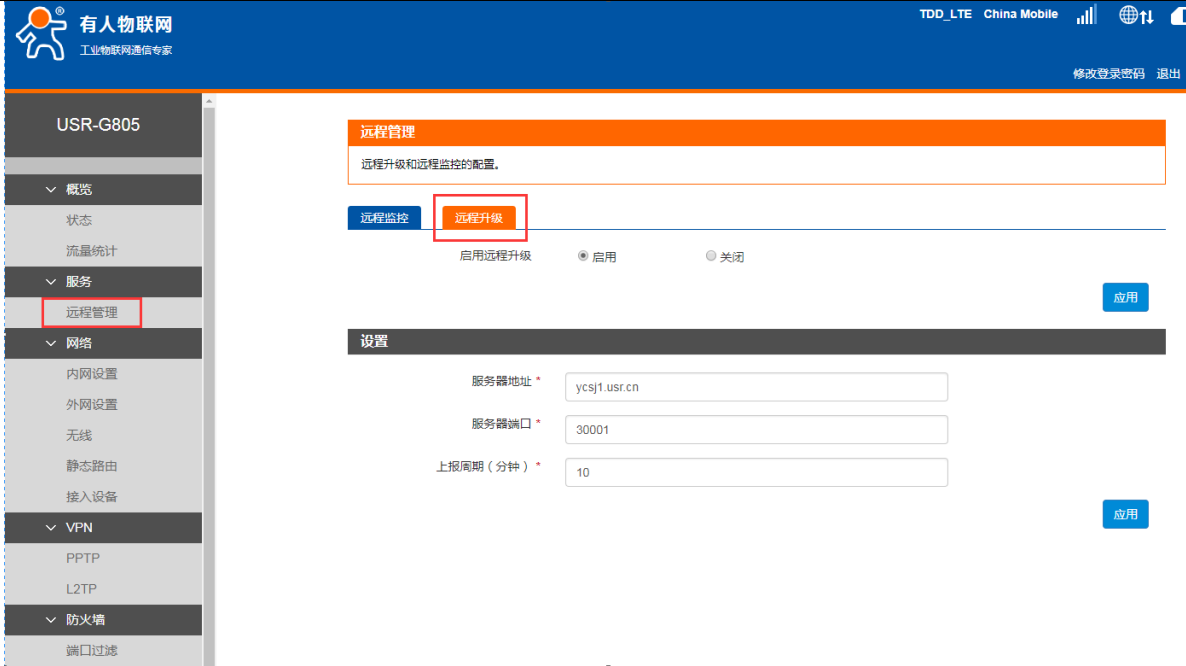 有人物联网
®
工业物联网通信专家
TDD_LTE China Mobile
修改登录密码 退出
USR-G805
概览
状态
流量统计
服务
远程管理
网络
内网设置
外网设置
无线
静态路由
接入设备
VPN
PPTP
L2TP
防火墙
端口过滤
远程管理
远程升级和远程监控的配置。
远程监控 远程升级
启用远程升级 启用 关闭
应用
设置
服务器地址 * ycsj1.usr.cn
服务器端口 * 30001
上报周期（分钟） * 10
应用